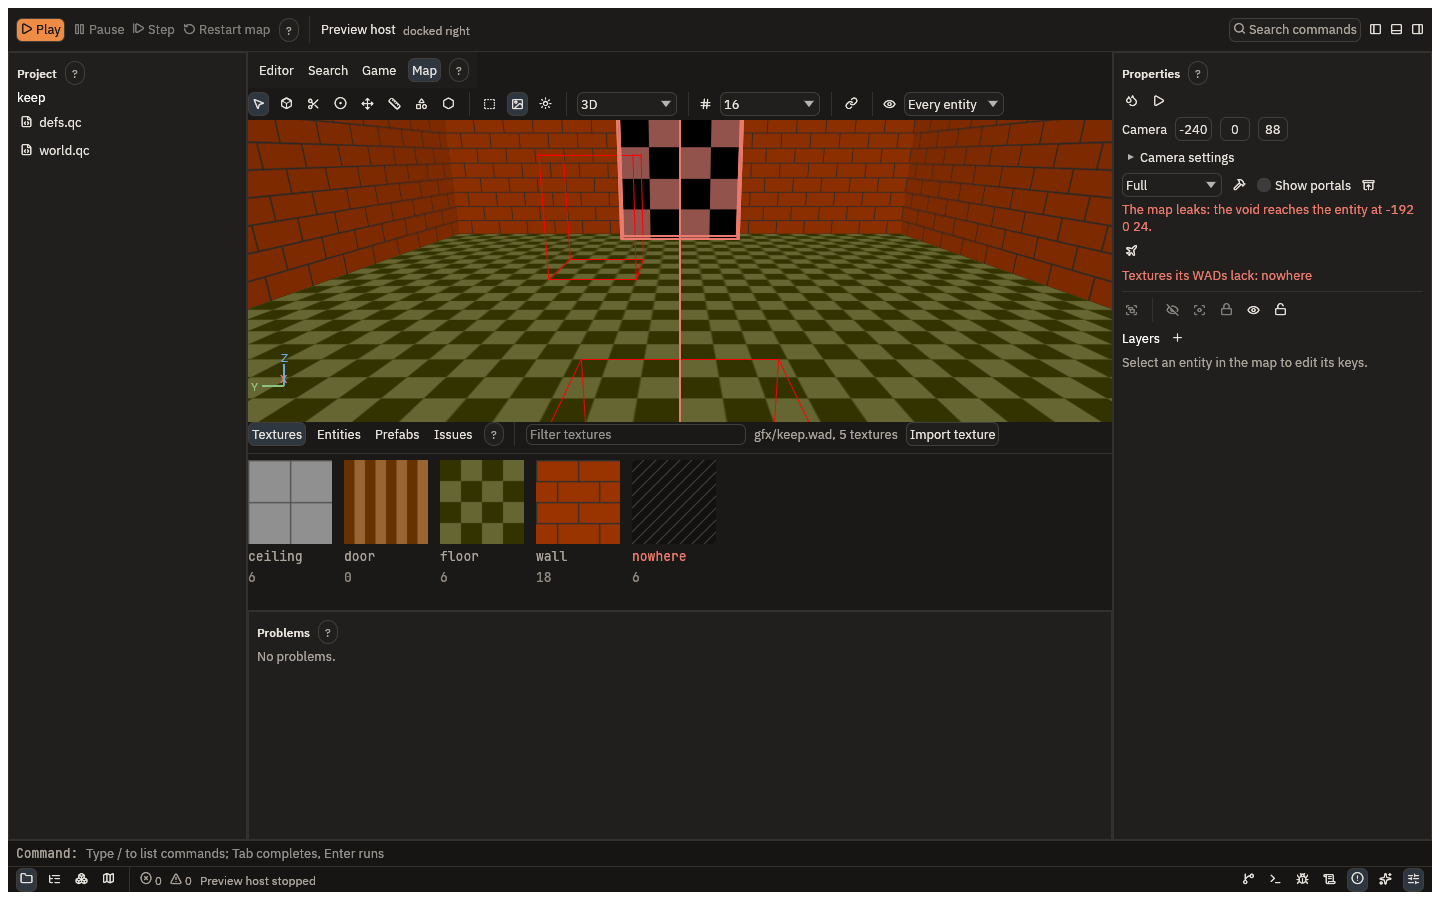 Play Pause Step Restart map ? Preview host docked right Search commands
Project ?
keep
defs.qc
world.qc
Editor Search Game Map ?
3D 16 Every entity
Z
Y X
Textures Entities Prefabs Issues ? Filter textures gfx/keep.wad, 5 textures Import texture
ceiling door floor wall nowhere
6 0 6 18 6
Problems ?
No problems.
Properties ?
Camera -240 0 88
Camera settings
Full Show portals
The map leaks: the void reaches the entity at -192
0 24.
Textures its WADs lack: nowhere
Layers +
Select an entity in the map to edit its keys.
Command: Type / to list commands; Tab completes, Enter runs
0 0 Preview host stopped